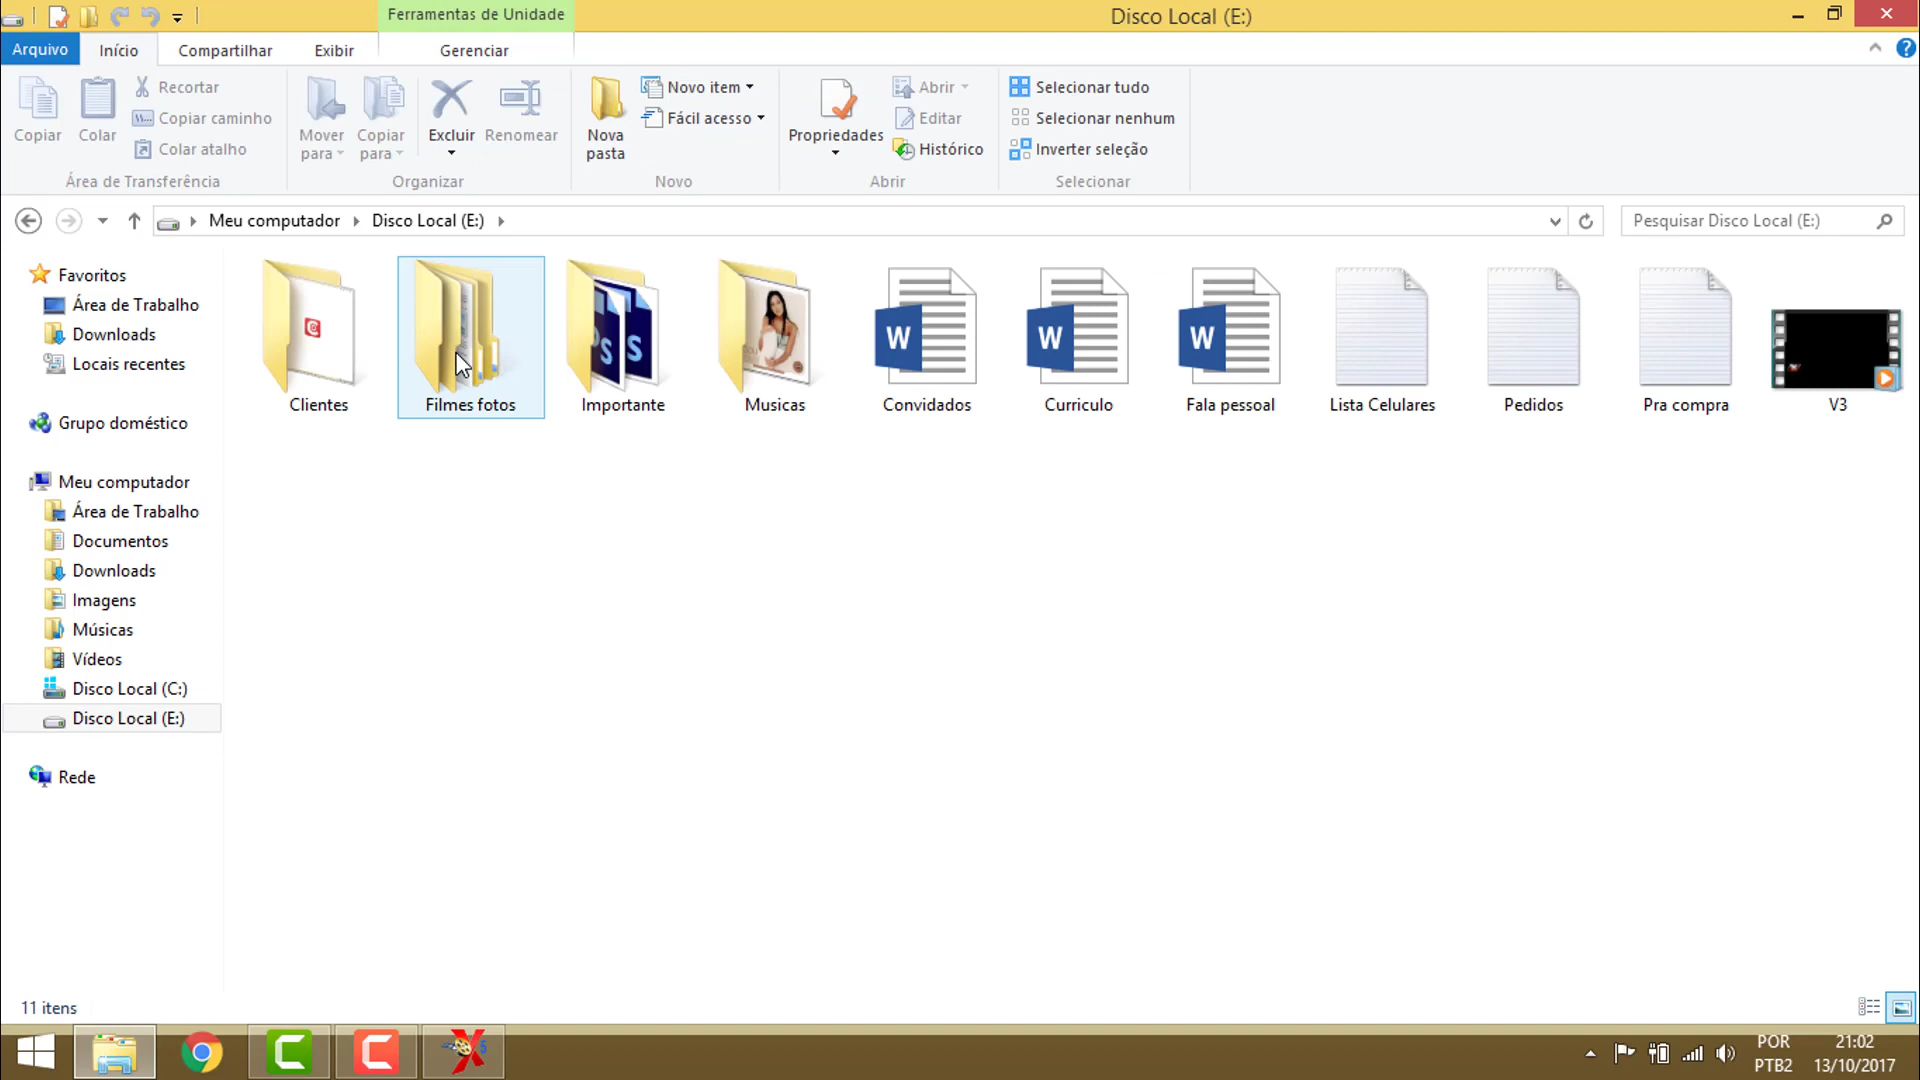 Ferramentas de Unidade
Disco Local (E:)
Arquivo
Início
Compartilhar
Exibir
Gerenciar
Copiar
Colar
Recortar
Copiar caminho
Colar atalho
Área de Transferência
Mover para
Copiar para
Excluir
Renomear
Organizar
Nova pasta
Novo item
Fácil acesso
Novo
Propriedades
Abrir
Editar
Histórico
Abrir
Selecionar tudo
Selecionar nenhum
Inverter seleção
Selecionar
Meu computador
Disco Local (E:)
Pesquisar Disco Local (E:)
Favoritos
Área de Trabalho
Downloads
Locais recentes
Grupo doméstico
Meu computador
Área de Trabalho
Documentos
Downloads
Imagens
Músicas
Vídeos
Disco Local (C:)
Disco Local (E:)
Rede
Clientes
Filmes fotos
Importante
Musicas
Convidados
Curriculo
Fala pessoal
Lista Celulares
Pedidos
Pra compra
V3
11 itens
POR
PTB2
21:02
13/10/2017